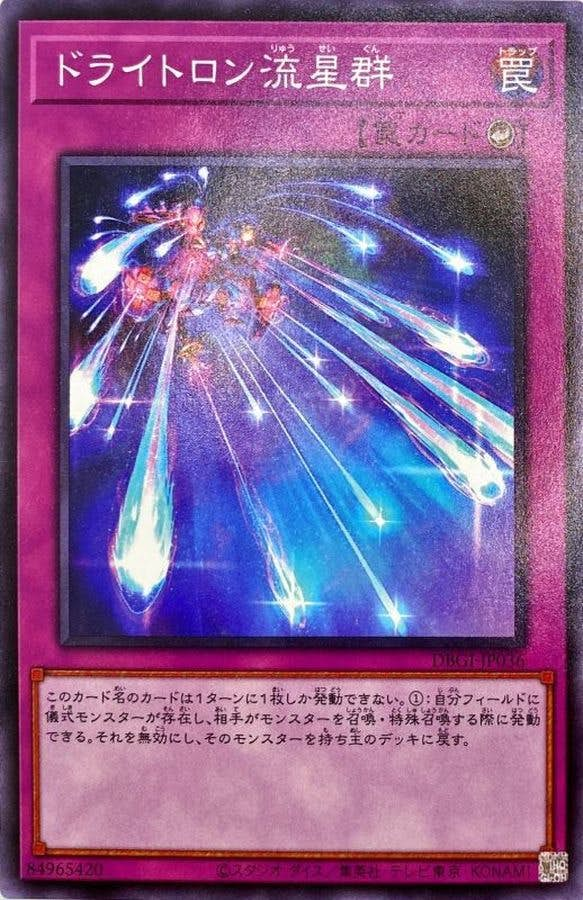 ドライトロン流星群
罠
【罠カード】
DBGI-JP036
このカード名のカードは1ターンに1枚しか発動できない。①:自分フィールドに
儀式モンスターが存在し、相手がモンスターを召喚・特殊召喚する際に発動
できる。それを無効にし、そのモンスターを持ち主のデッキに戻す。
84965420 ©スタジオ・ダイス/集英社・テレビ東京・KONAMI